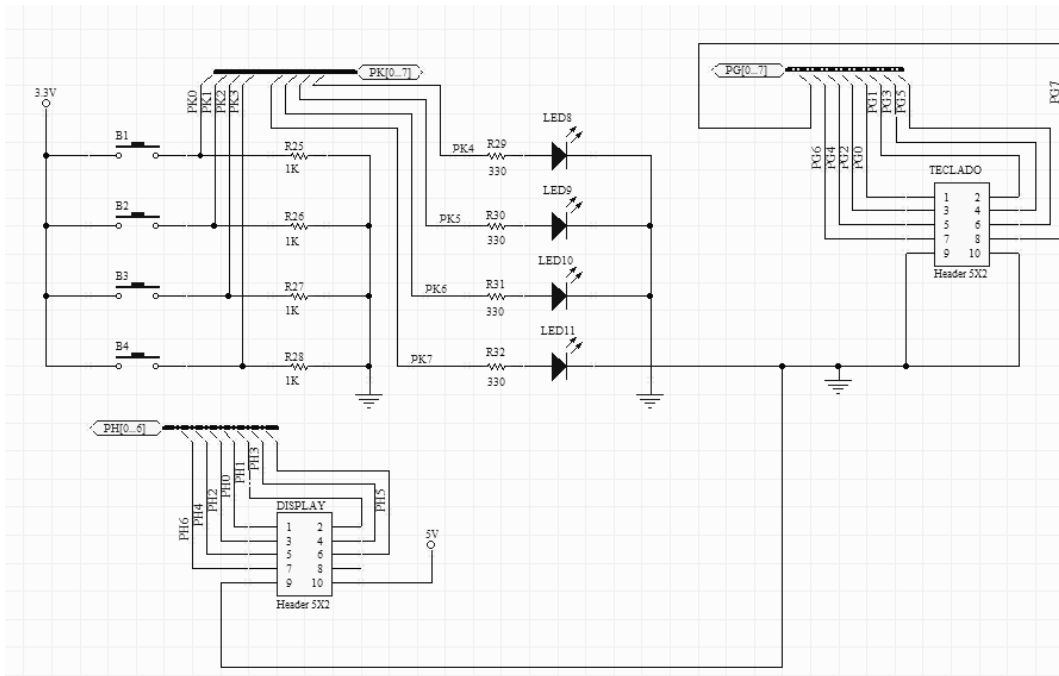 PK[0...7]
PG[0...7]
3.3V
PK0
PK1
PK2
PK3
PG7
PG1
PG3
PG5
B1
R25
1K
LED8
PK4
R29
330
PG6
PG4
PG2
PG0
TECLADO
1 2
3 4
5 6
7 8
9 10
Header 5X2
B2
R26
1K
LED9
PK5
R30
330
B3
R27
1K
LED10
PK6
R31
330
B4
R28
1K
LED11
PK7
R32
330
PH[0...6]
PH6
PH4
PH2
PH0
PH1
PH3
PH5
DISPLAY
1 2
3 4
5 6
7 8
9 10
Header 5X2
5V